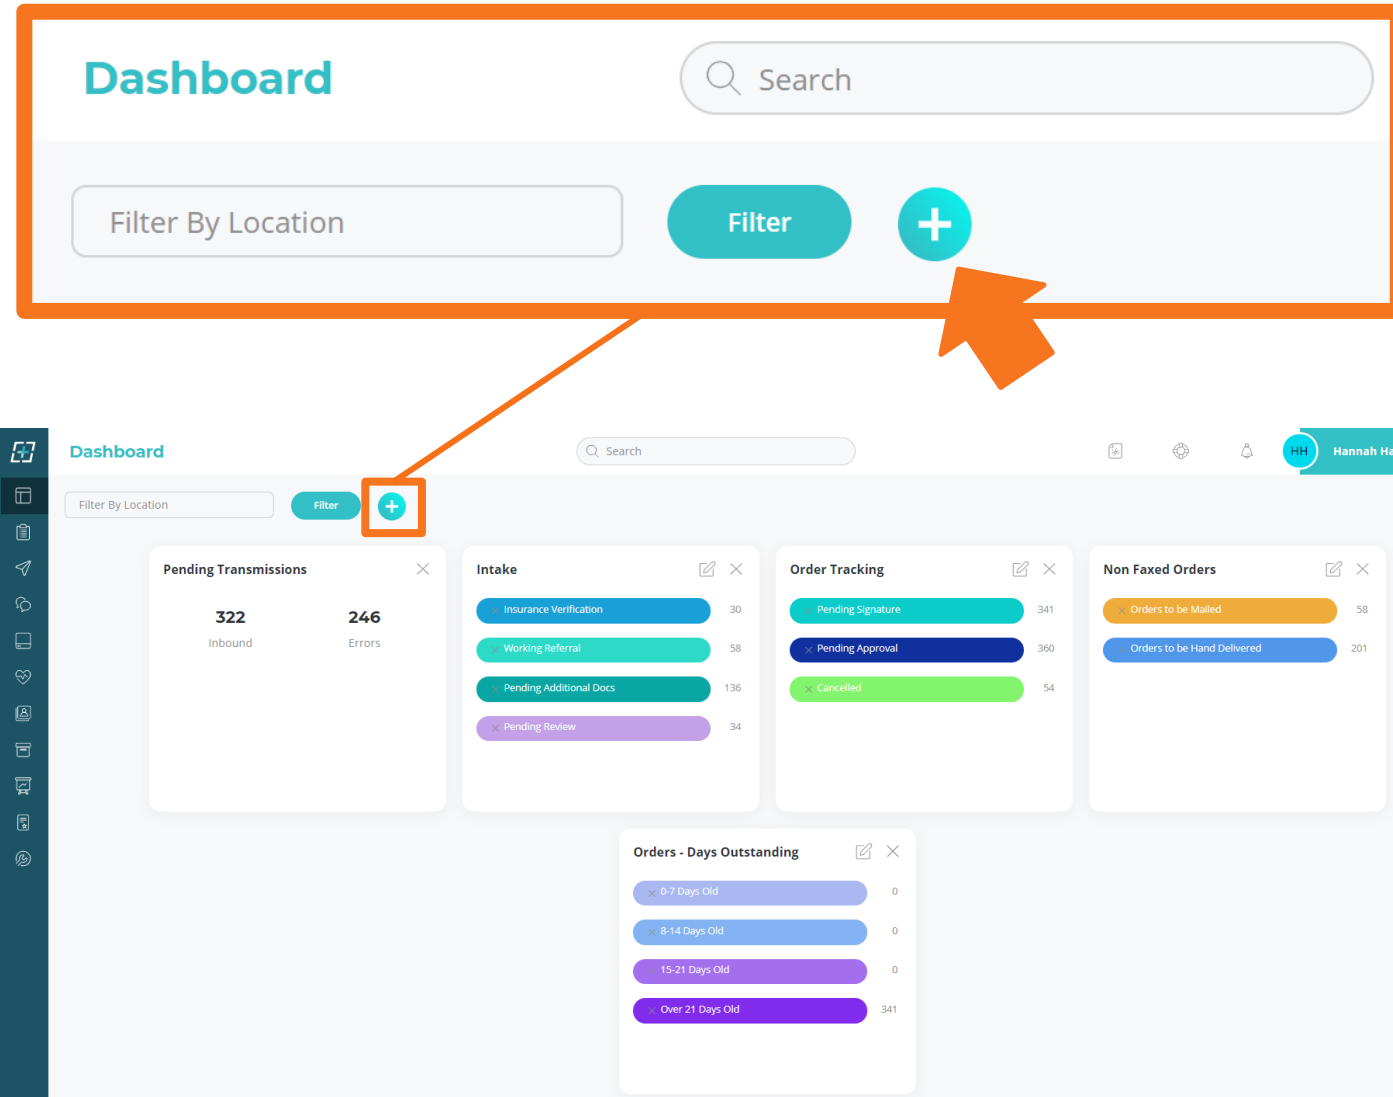 Dashboard
Search
Filter By Location
Filter
Dashboard
Search
HH
Hannah Ha
Filter By Location
Filter
Pending Transmissions
322
246
Inbound
Errors
Intake
Insurance Verification 30
Working Referral 58
Pending Additional Docs 136
Pending Review 34
Order Tracking
Pending Signature 341
Pending Approval 360
Cancelled 54
Non Faxed Orders
Orders to be Mailed 58
Orders to be Hand Delivered 201
Orders - Days Outstanding
0-7 Days Old 0
8-14 Days Old 0
15-21 Days Old 0
Over 21 Days Old 341